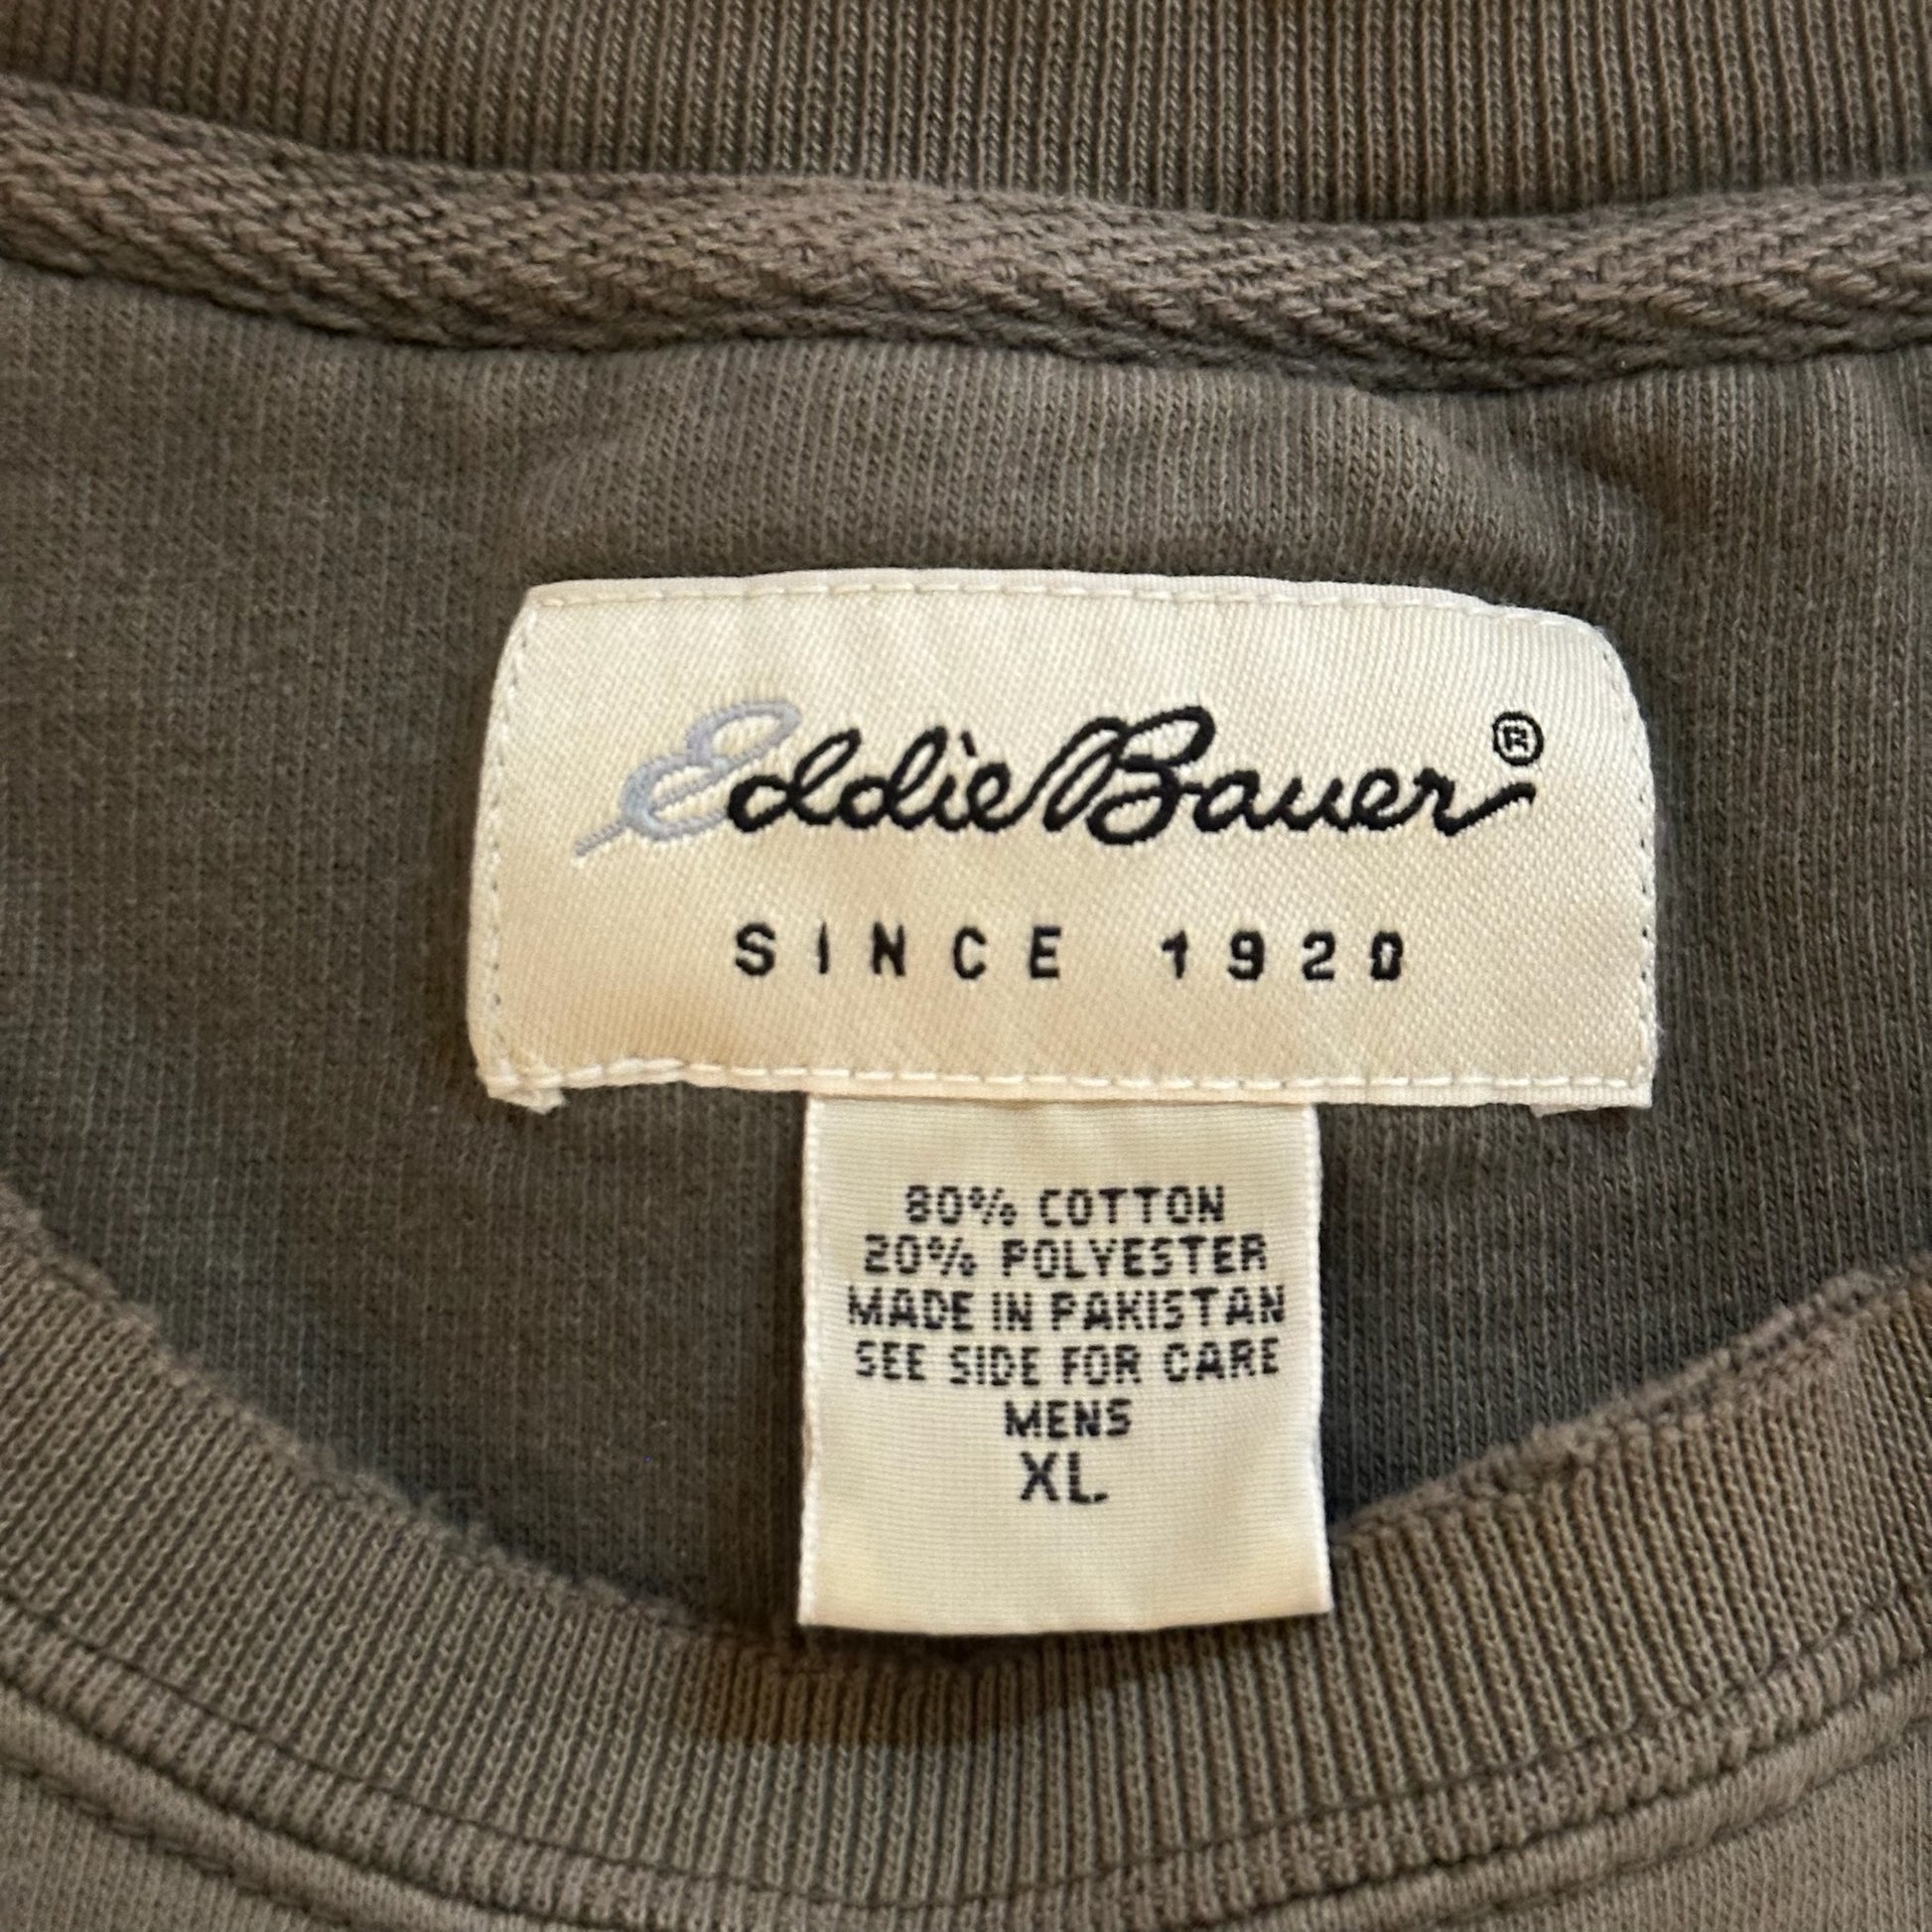 Eddie Bauer®
SINCE 1920
80% COTTON
20% POLYESTER
MADE IN PAKISTAN
SEE SIDE FOR CARE
MENS
XL